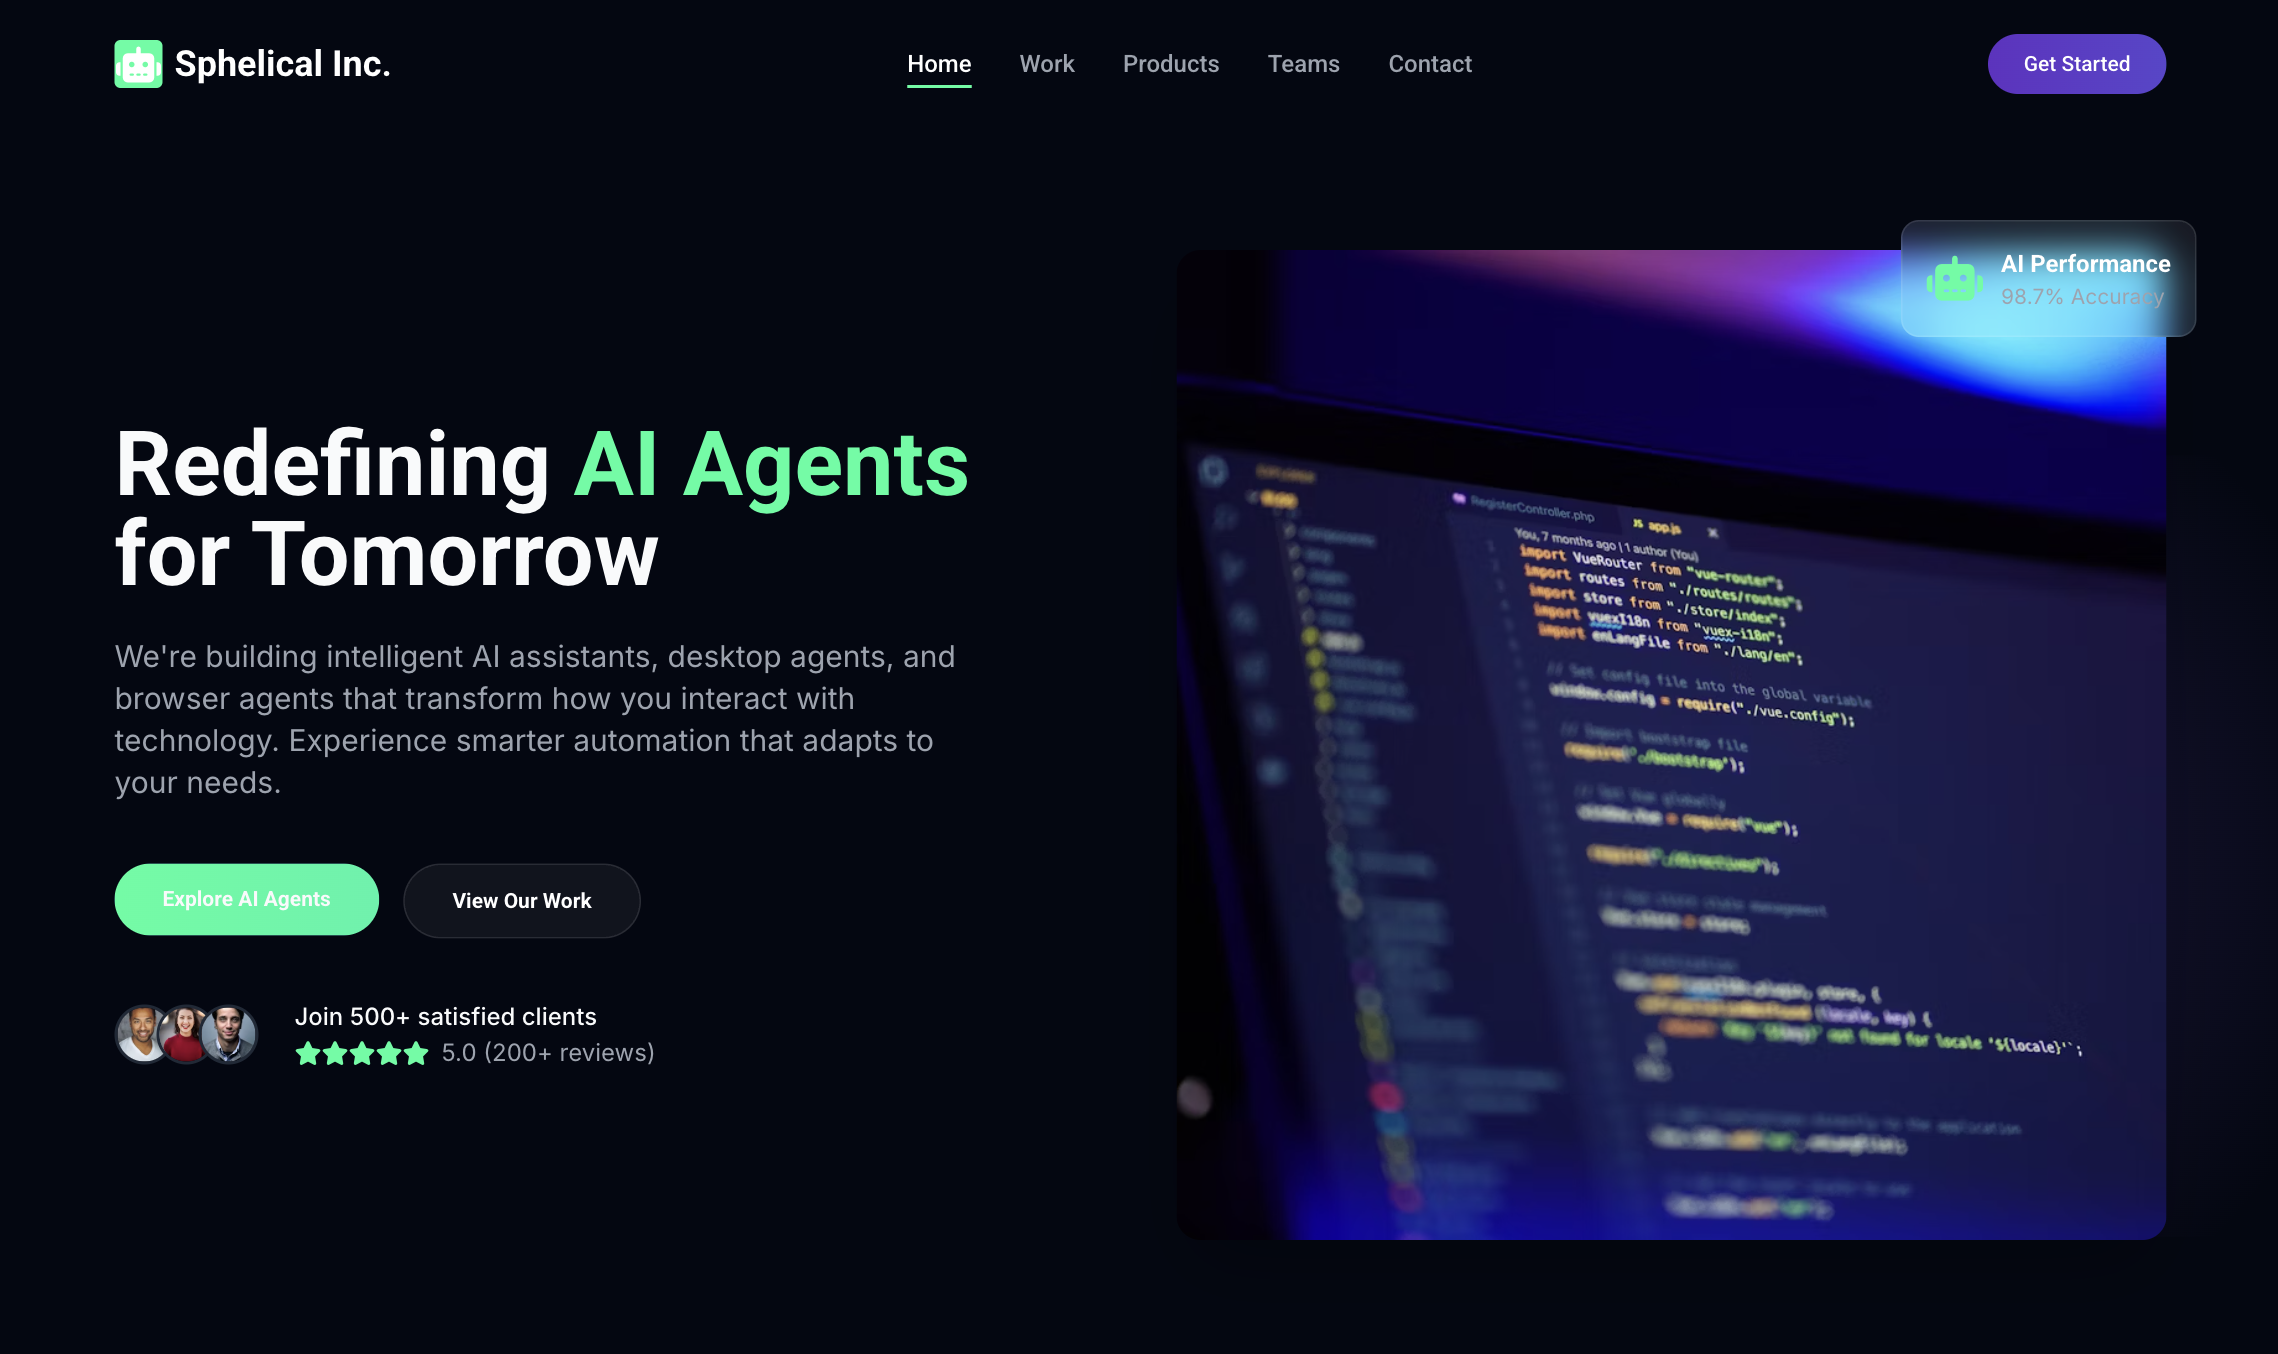 Sphelical Inc.
Home
Work
Products
Teams
Contact
Get Started
AI Performance
98.7% Accuracy
Redefining AI Agents
for Tomorrow
We're building intelligent AI assistants, desktop agents, and
browser agents that transform how you interact with
technology. Experience smarter automation that adapts to
your needs.
Explore AI Agents
View Our Work
Join 500+ satisfied clients
5.0 (200+ reviews)
RegisterController.php
JS app.js
You, 7 months ago | 1 author (You)
import VueRouter from "vue-router";
import routes from "./routes/routes";
import store from "./store/index";
import vuexI18n from "vuex-i18n";
import enLangFile from "./lang/en";
// Set config file into the global variable
window.config = require("./vue.config");
// Import bootstrap file
require("./bootstrap");
// Set Vue globally
window.Vue = require("vue");
not found for locale '${locale}'`;